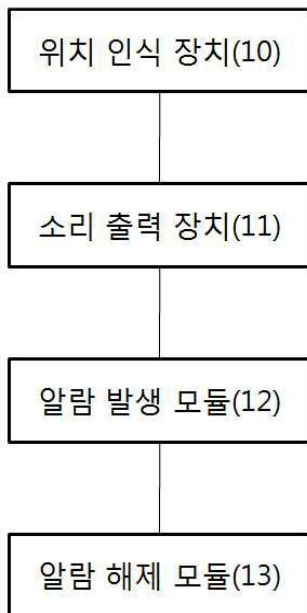 위치 인식 장치(10)
소리 출력 장치(11)
알람 발생 모듈(12)
알람 해제 모듈(13)